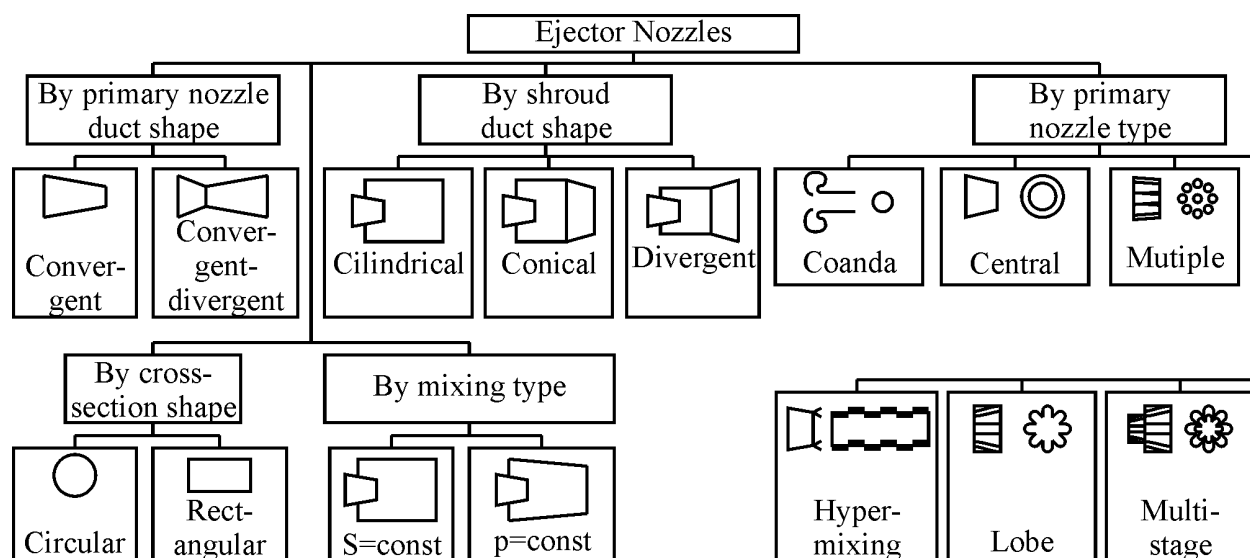 Ejector Nozzles
By primary nozzle
duct shape
By shroud
duct shape
By primary
nozzle type
Conver-
gent
Conver-
gent-
divergent
Cilindrical
Conical
Divergent
Coanda
Central
Mutiple
By cross-
section shape
By mixing type
Circular
Rect-
angular
S=const
p=const
Hyper-
mixing
Lobe
Multi-
stage